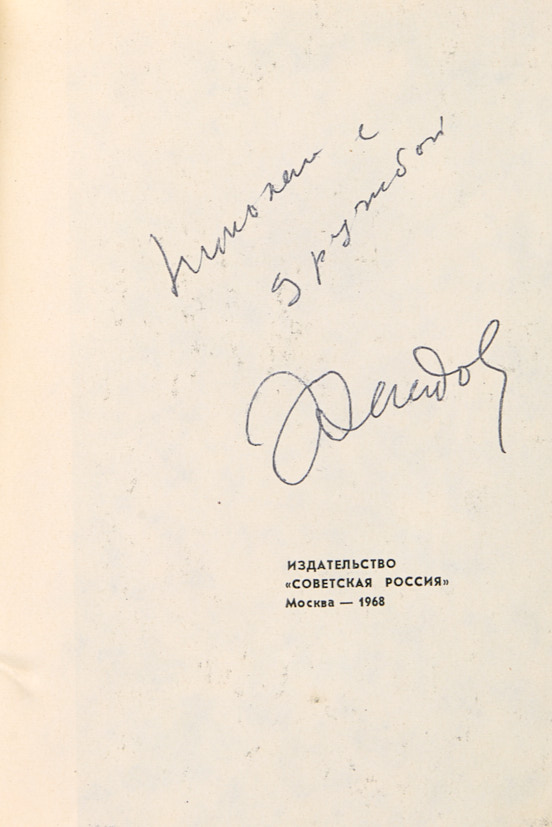 с
дружбой
ИЗДАТЕЛЬСТВО
«СОВЕТСКАЯ РОССИЯ»
Москва — 1968